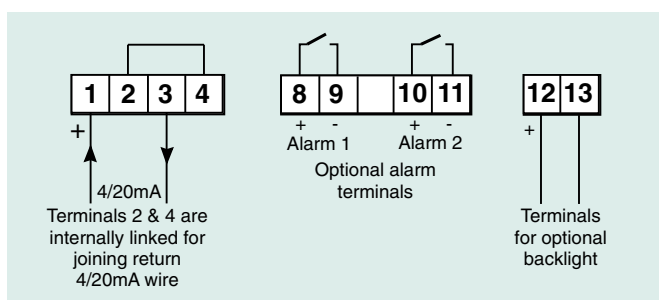 1 2 3 4
+
4/20mA
Terminals 2 & 4 are
internally linked for
joining return
4/20mA wire
8 9 10 11
+ - + -
Alarm 1 Alarm 2
Optional alarm
terminals
12 13
+
Terminals
for optional
backlight